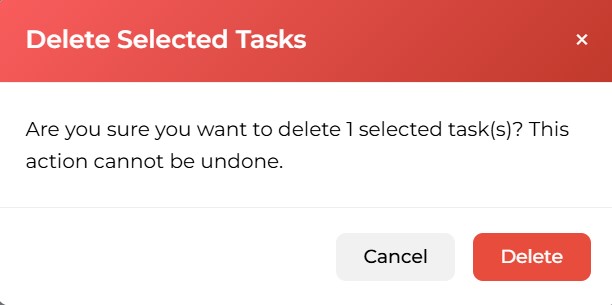 Delete Selected Tasks ×
Are you sure you want to delete 1 selected task(s)? This
action cannot be undone.
Cancel Delete